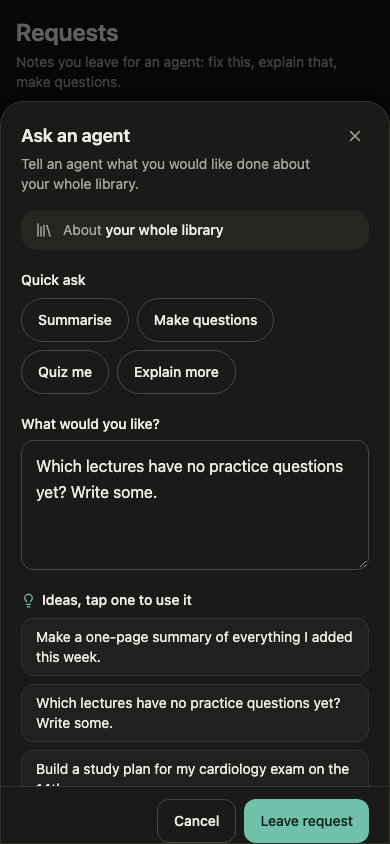 Requests
Notes you leave for an agent: fix this, explain that,
make questions.
Ask an agent
Tell an agent what you would like done about
your whole library.
About your whole library
Quick ask
Summarise
Make questions
Quiz me
Explain more
What would you like?
Which lectures have no practice questions
yet? Write some.
Ideas, tap one to use it
Make a one-page summary of everything I added
this week.
Which lectures have no practice questions yet?
Write some.
Build a study plan for my cardiology exam on the
Cancel
Leave request